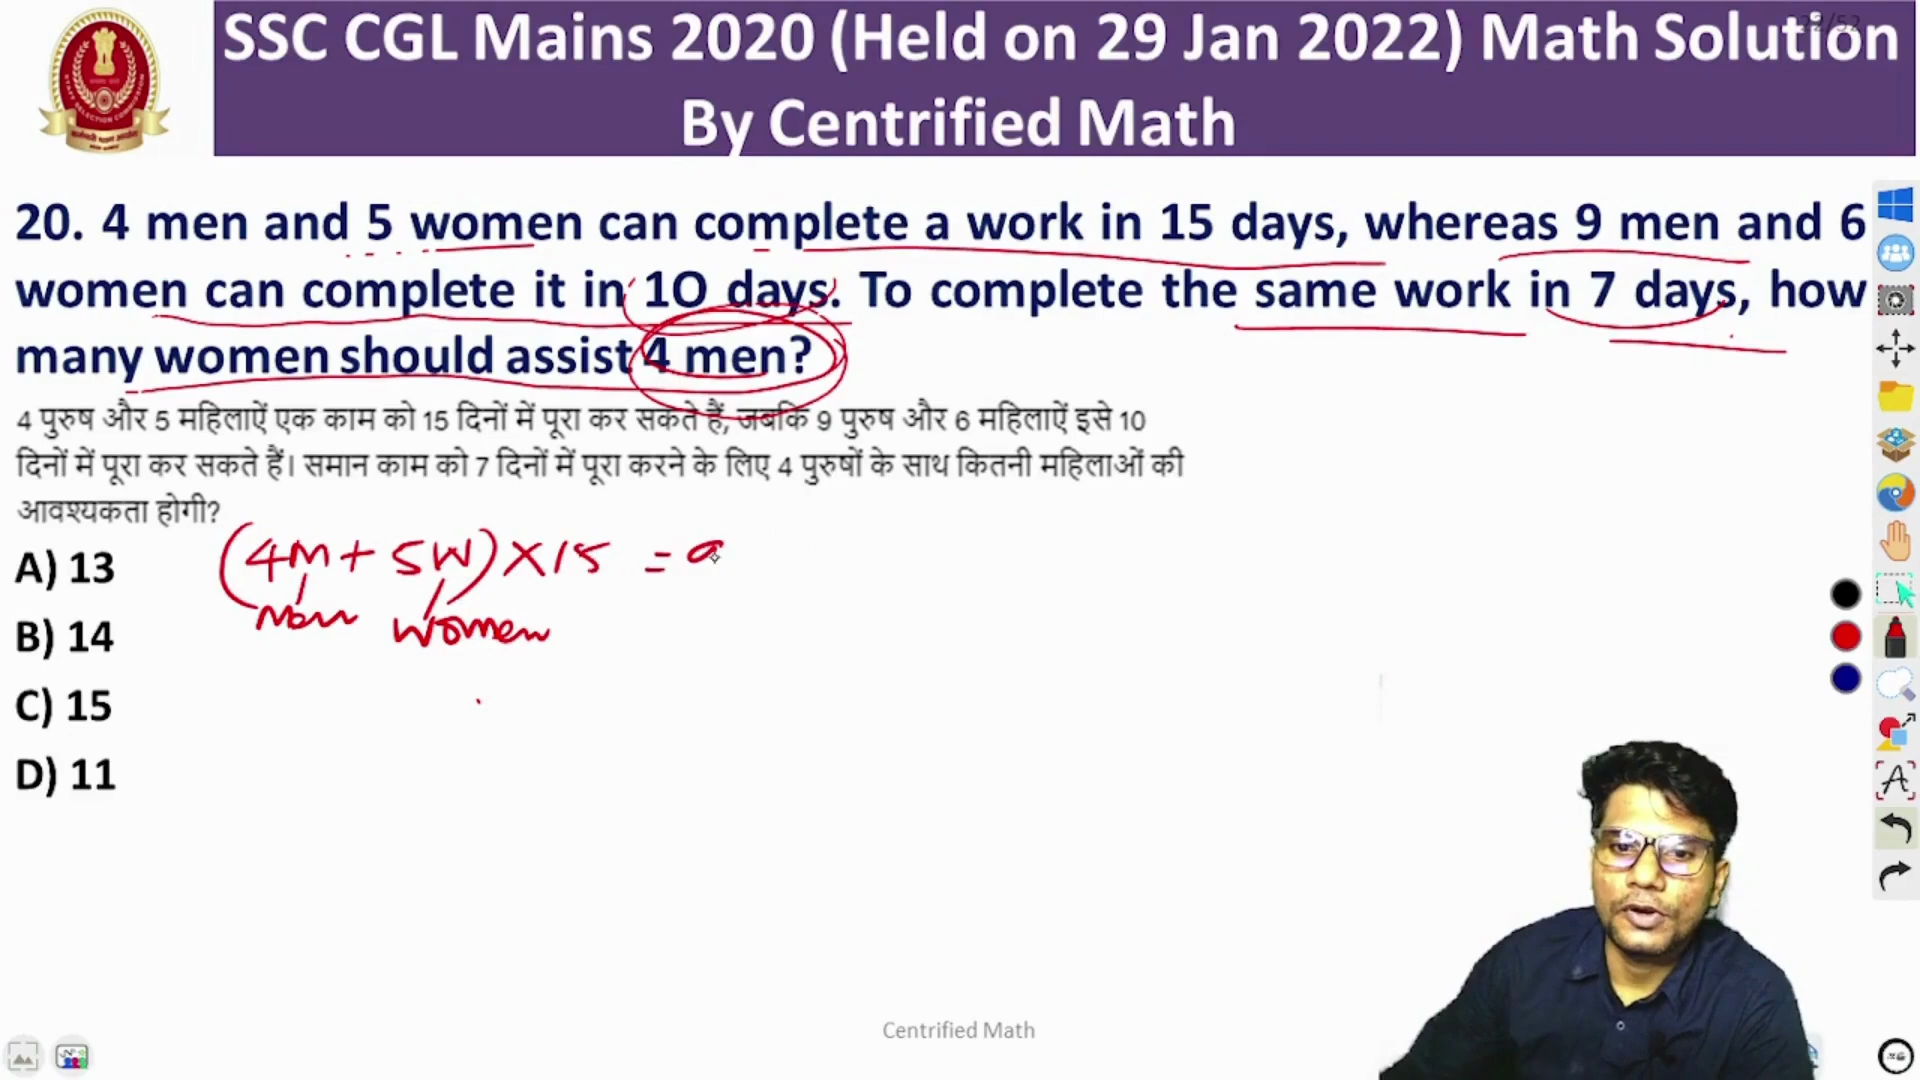 22/52
SSC CGL Mains 2020 (Held on 29 Jan 2022) Math Solution
By Centrified Math
20. 4 men and 5 women can complete a work in 15 days, whereas 9 men and 6
women can complete it in 1O days. To complete the same work in 7 days, how
many women should assist 4 men?
4 पुरुष और 5 महिलाऐं एक काम को 15 दिनों में पूरा कर सकते हैं, जबकि 9 पुरुष और 6 महिलाऐं इसे 10
दिनों में पूरा कर सकते हैं। समान काम को 7 दिनों में पूरा करने के लिए 4 पुरुषों के साथ कितनी महिलाओं की
आवश्यकता होगी?
(4M + 5W) × 15 =
Men women
A) 13
B) 14
C) 15
D) 11
Centrified Math